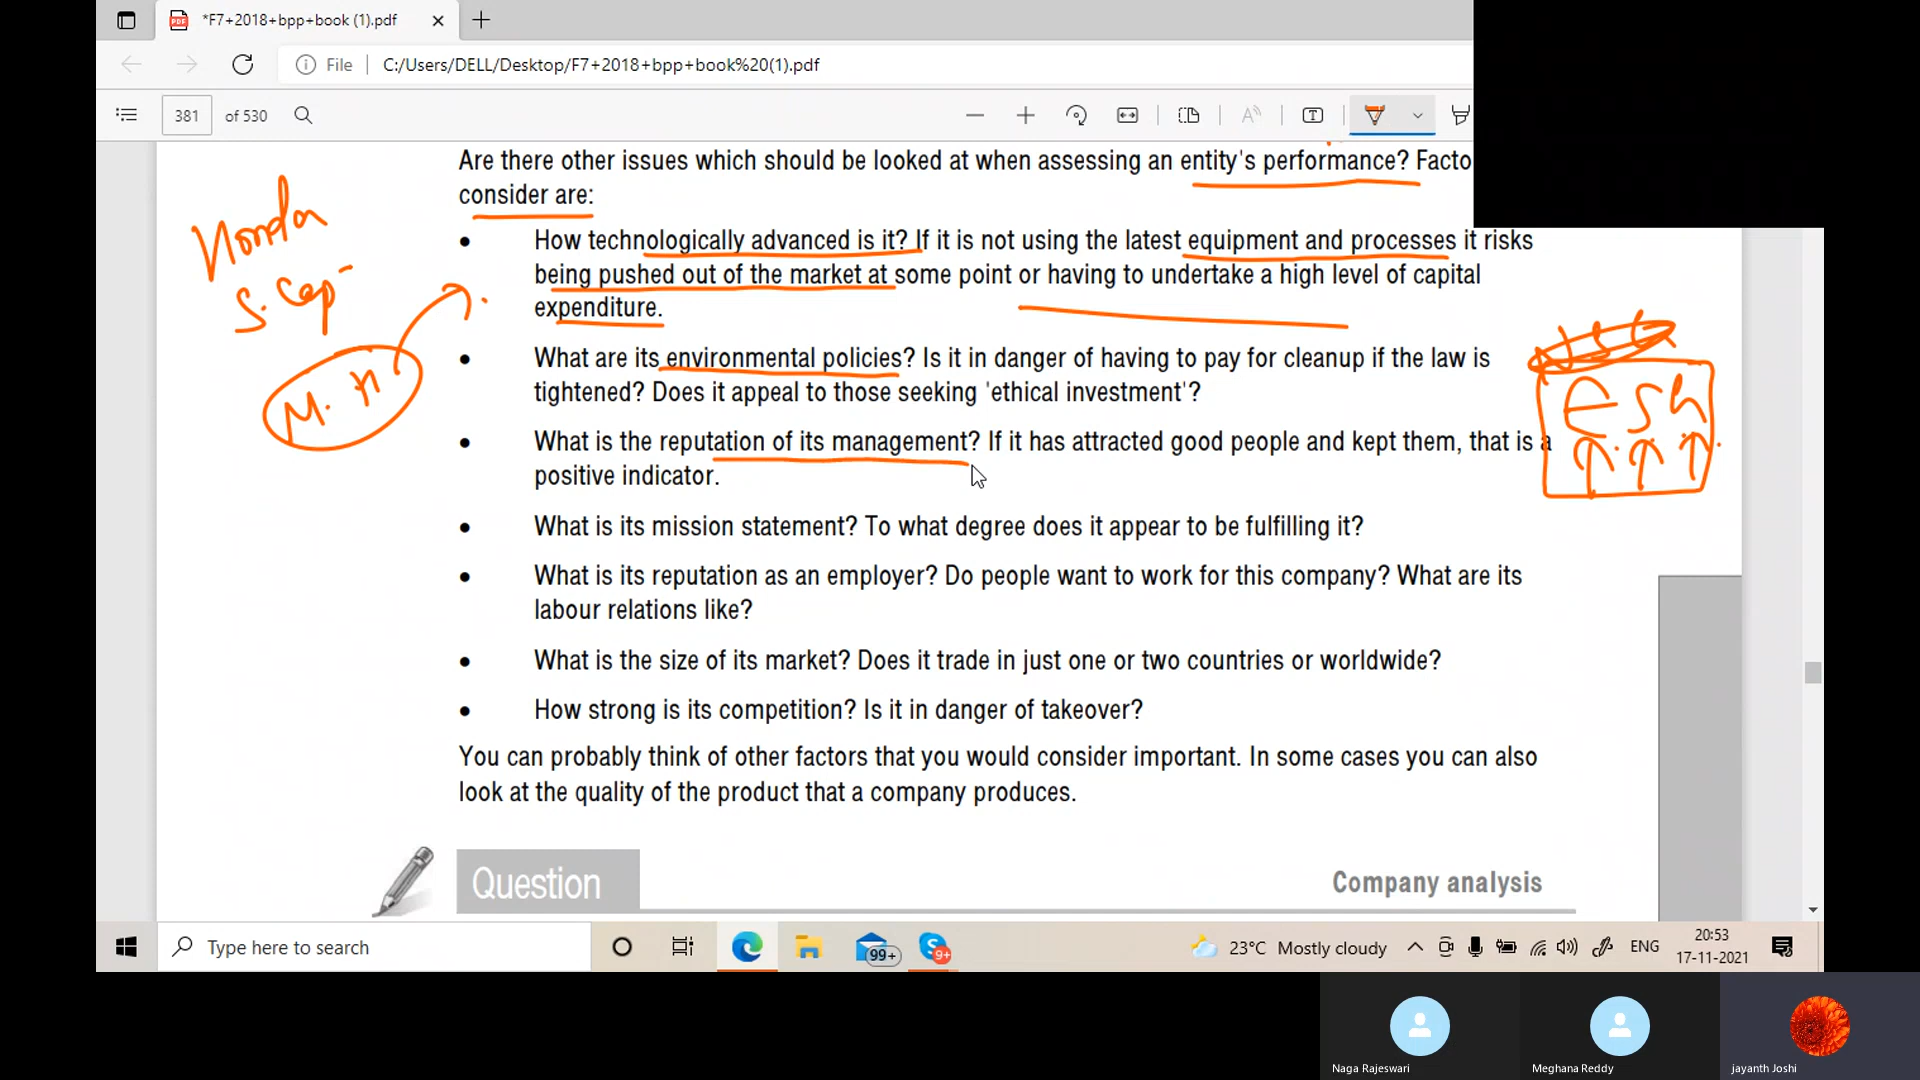 *F7+2018+bpp+book (1).pdf
File
C:/Users/DELL/Desktop/F7+2018+bpp+book%20(1).pdf
381 of 530
Are there other issues which should be looked at when assessing an entity's performance? Facto
consider are:
• How technologically advanced is it? If it is not using the latest equipment and processes it risks
being pushed out of the market at some point or having to undertake a high level of capital
expenditure.
• What are its environmental policies? Is it in danger of having to pay for cleanup if the law is
tightened? Does it appeal to those seeking 'ethical investment'?
• What is the reputation of its management? If it has attracted good people and kept them, that is a
positive indicator.
• What is its mission statement? To what degree does it appear to be fulfilling it?
• What is its reputation as an employer? Do people want to work for this company? What are its
labour relations like?
• What is the size of its market? Does it trade in just one or two countries or worldwide?
• How strong is its competition? Is it in danger of takeover?
You can probably think of other factors that you would consider important. In some cases you can also
look at the quality of the product that a company produces.
Question
Company analysis
Honda
S. Cap
M. H
Type here to search
99+
9+
23°C Mostly cloudy
ENG
20:53
17-11-2021
Naga Rajeswari
Meghana Reddy
jayanth Joshi